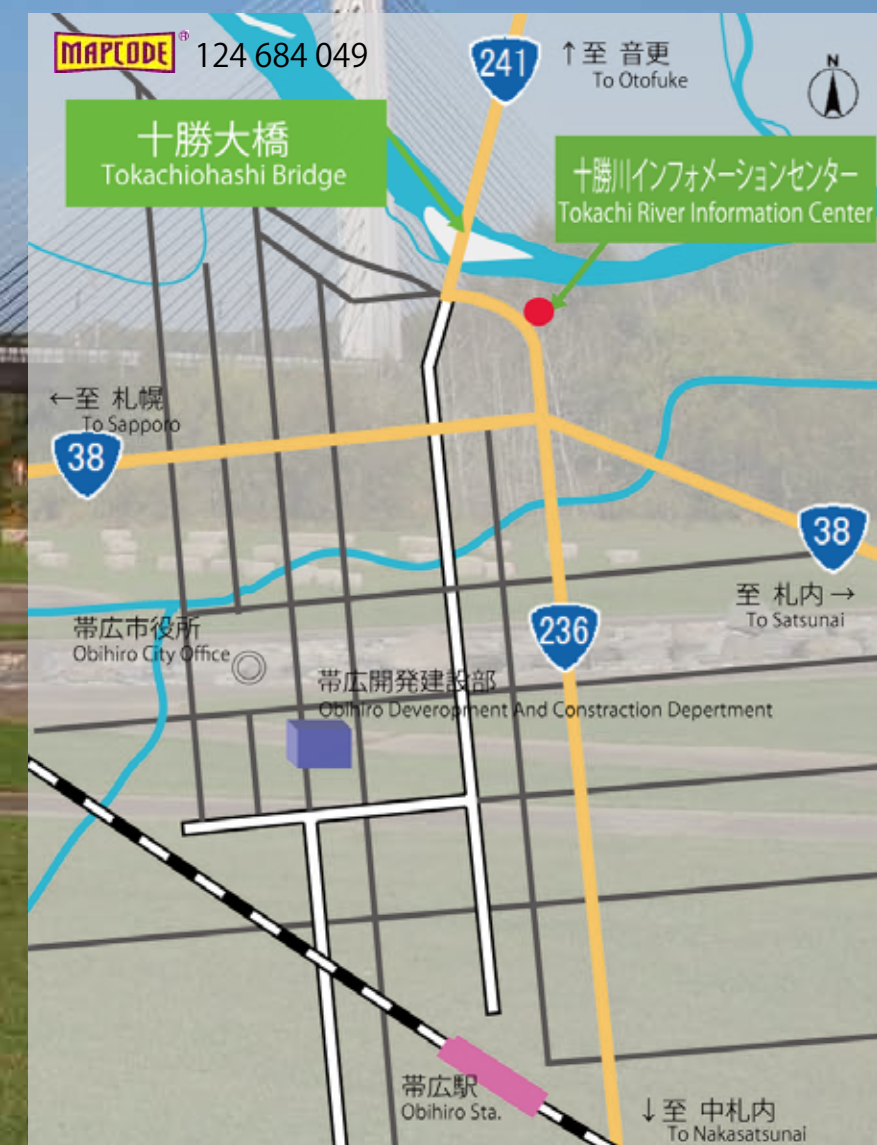 MAPCODE® 124 684 049
241
↑至 音更
To Otofuke
N
十勝大橋
Tokachiohashi Bridge
十勝川インフォメーションセンター
Tokachi River Information Center
←至 札幌
To Sapporo
38
38
至 札内→
To Satsunai
236
帯広市役所
Obihiro City Office
帯広開発建設部
Obihiro Deveropment And Constraction Depertment
帯広駅
Obihiro Sta.
↓至 中札内
To Nakasatsunai